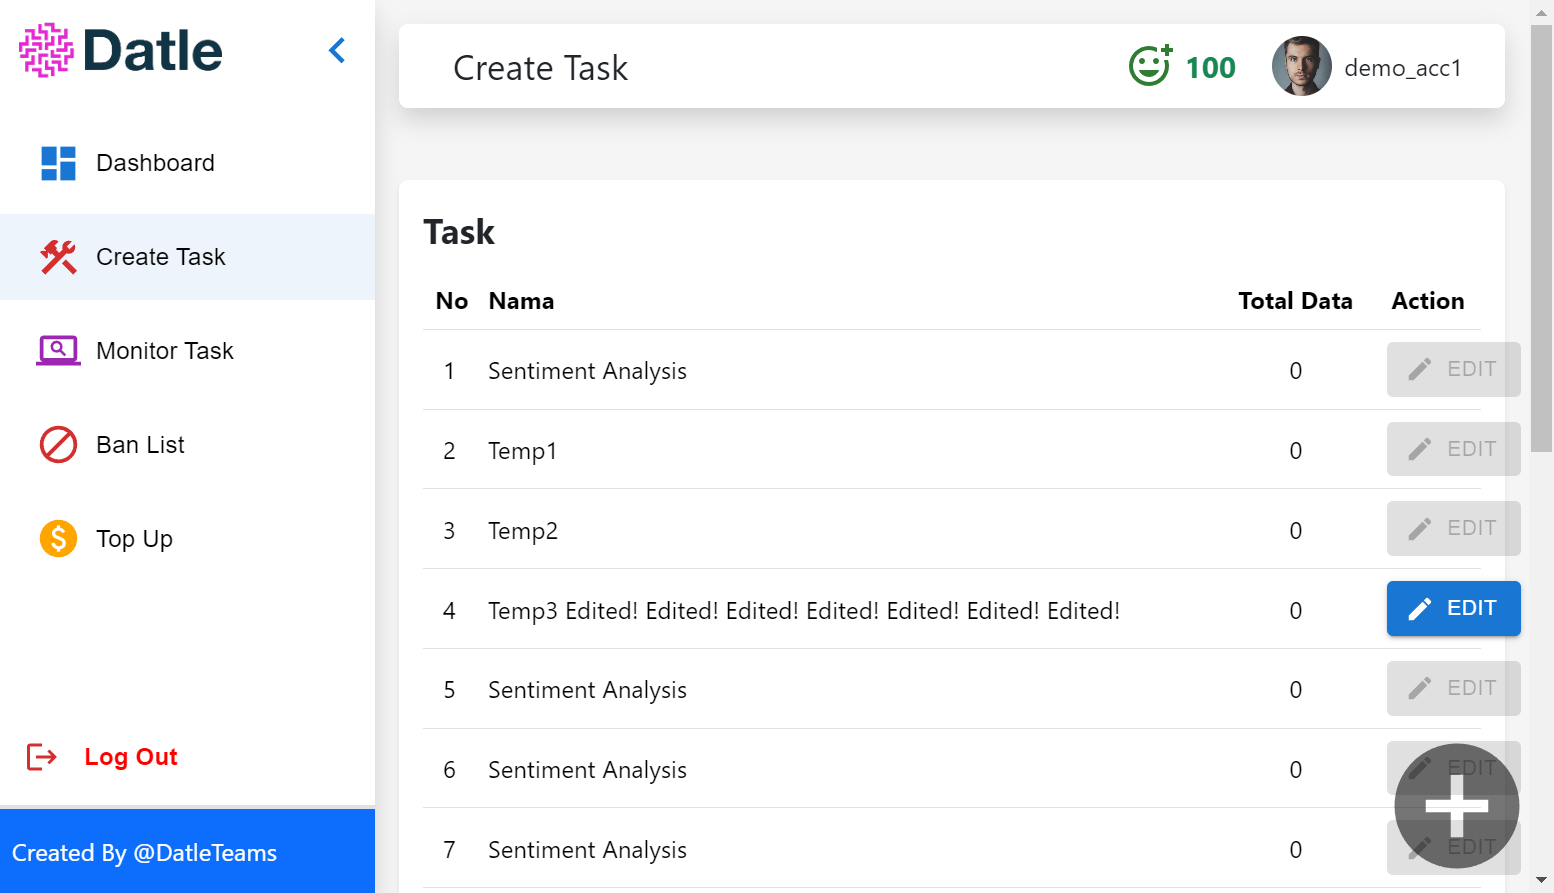 Datle
Create Task
100
demo_acc1
Dashboard
Create Task
Monitor Task
Ban List
Top Up
Log Out
Created By @DatleTeams
Task
No Nama Total Data Action
1 Sentiment Analysis 0 EDIT
2 Temp1 0 EDIT
3 Temp2 0 EDIT
4 Temp3 Edited! Edited! Edited! Edited! Edited! Edited! Edited! 0 EDIT
5 Sentiment Analysis 0 EDIT
6 Sentiment Analysis 0 EDIT
7 Sentiment Analysis 0 EDIT